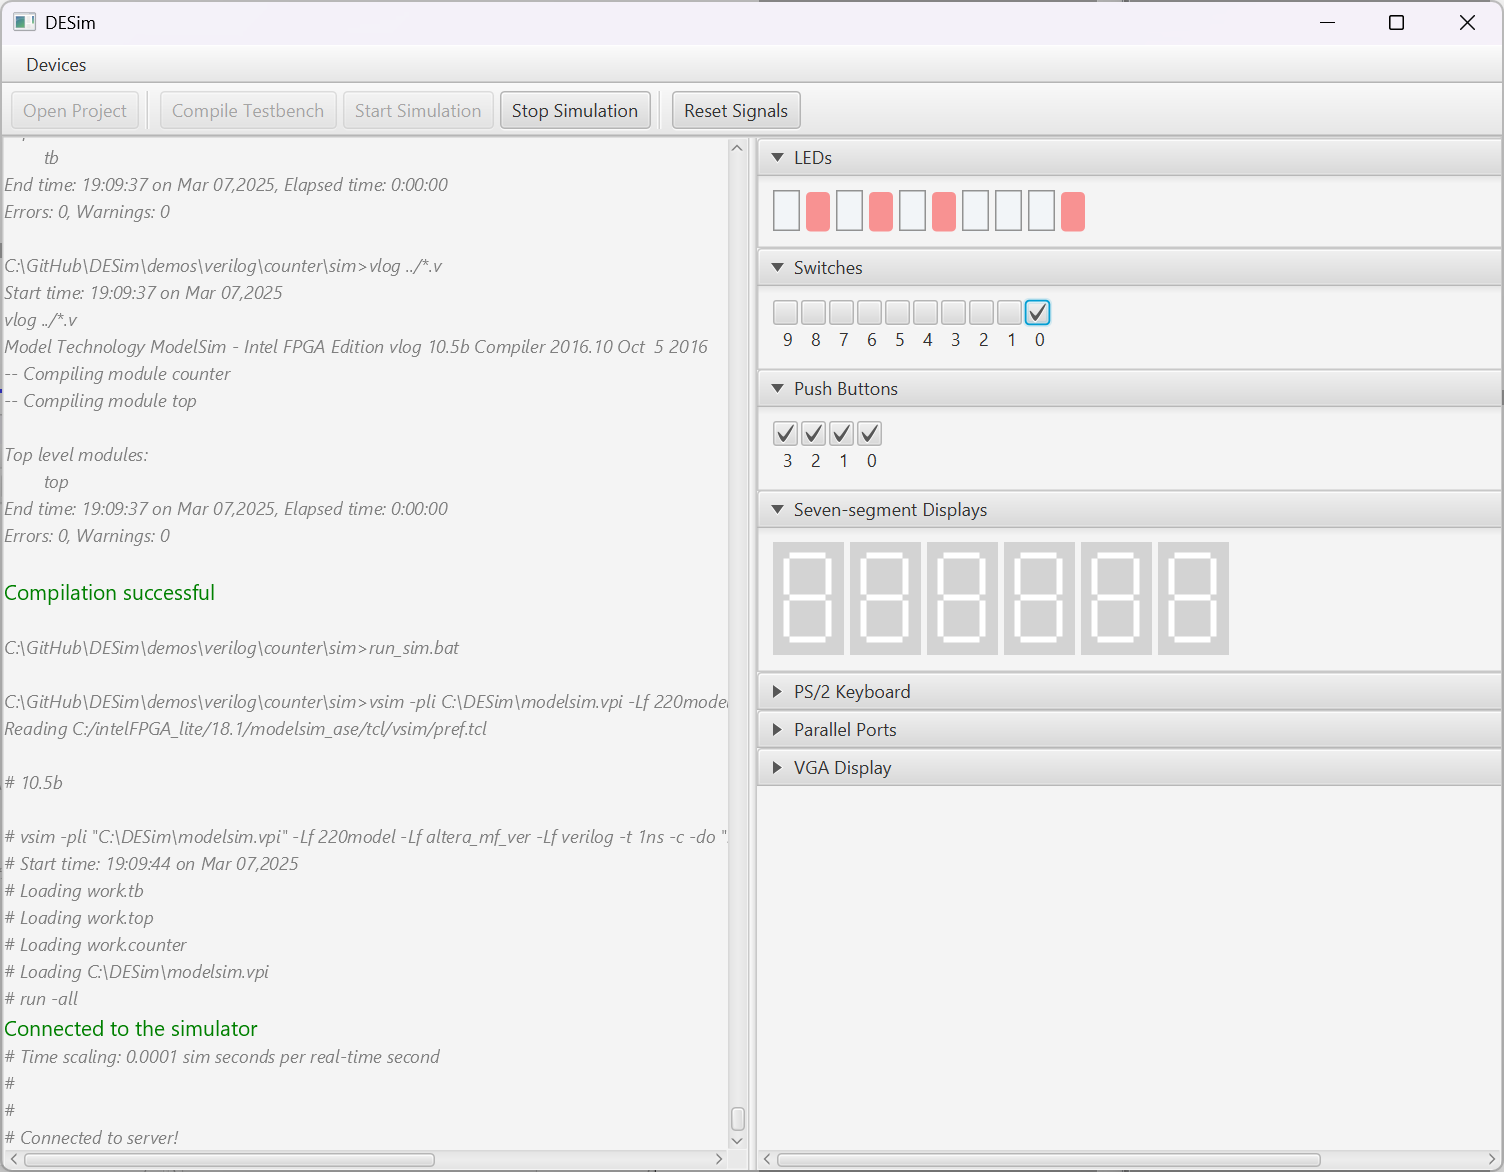 DESim
Devices
Open Project Compile Testbench Start Simulation Stop Simulation Reset Signals
tb
End time: 19:09:37 on Mar 07,2025, Elapsed time: 0:00:00
Errors: 0, Warnings: 0
C:\GitHub\DESim\demos\verilog\counter\sim>vlog ../*.v
Start time: 19:09:37 on Mar 07,2025
vlog ../*.v
Model Technology ModelSim - Intel FPGA Edition vlog 10.5b Compiler 2016.10 Oct  5 2016
-- Compiling module counter
-- Compiling module top
Top level modules:
top
End time: 19:09:37 on Mar 07,2025, Elapsed time: 0:00:00
Errors: 0, Warnings: 0
Compilation successful
C:\GitHub\DESim\demos\verilog\counter\sim>run_sim.bat
C:\GitHub\DESim\demos\verilog\counter\sim>vsim -pli C:\DESim\modelsim.vpi -Lf 220model
Reading C:/intelFPGA_lite/18.1/modelsim_ase/tcl/vsim/pref.tcl
# 10.5b
# vsim -pli "C:\DESim\modelsim.vpi" -Lf 220model -Lf altera_mf_ver -Lf verilog -t 1ns -c -do "
# Start time: 19:09:44 on Mar 07,2025
# Loading work.tb
# Loading work.top
# Loading work.counter
# Loading C:\DESim\modelsim.vpi
# run -all
Connected to the simulator
# Time scaling: 0.0001 sim seconds per real-time second
#
#
# Connected to server!
LEDs
Switches
9 8 7 6 5 4 3 2 1 0
Push Buttons
3 2 1 0
Seven-segment Displays
PS/2 Keyboard
Parallel Ports
VGA Display